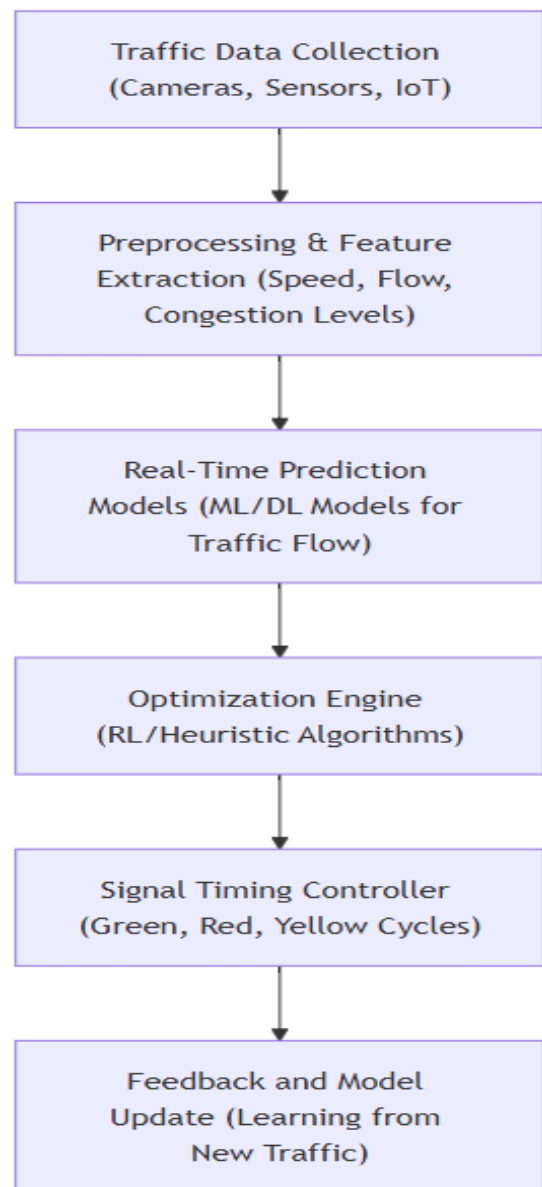 Traffic Data Collection
(Cameras, Sensors, IoT)
Preprocessing & Feature
Extraction (Speed, Flow,
Congestion Levels)
Real-Time Prediction
Models (ML/DL Models for
Traffic Flow)
Optimization Engine
(RL/Heuristic Algorithms)
Signal Timing Controller
(Green, Red, Yellow Cycles)
Feedback and Model
Update (Learning from
New Traffic)